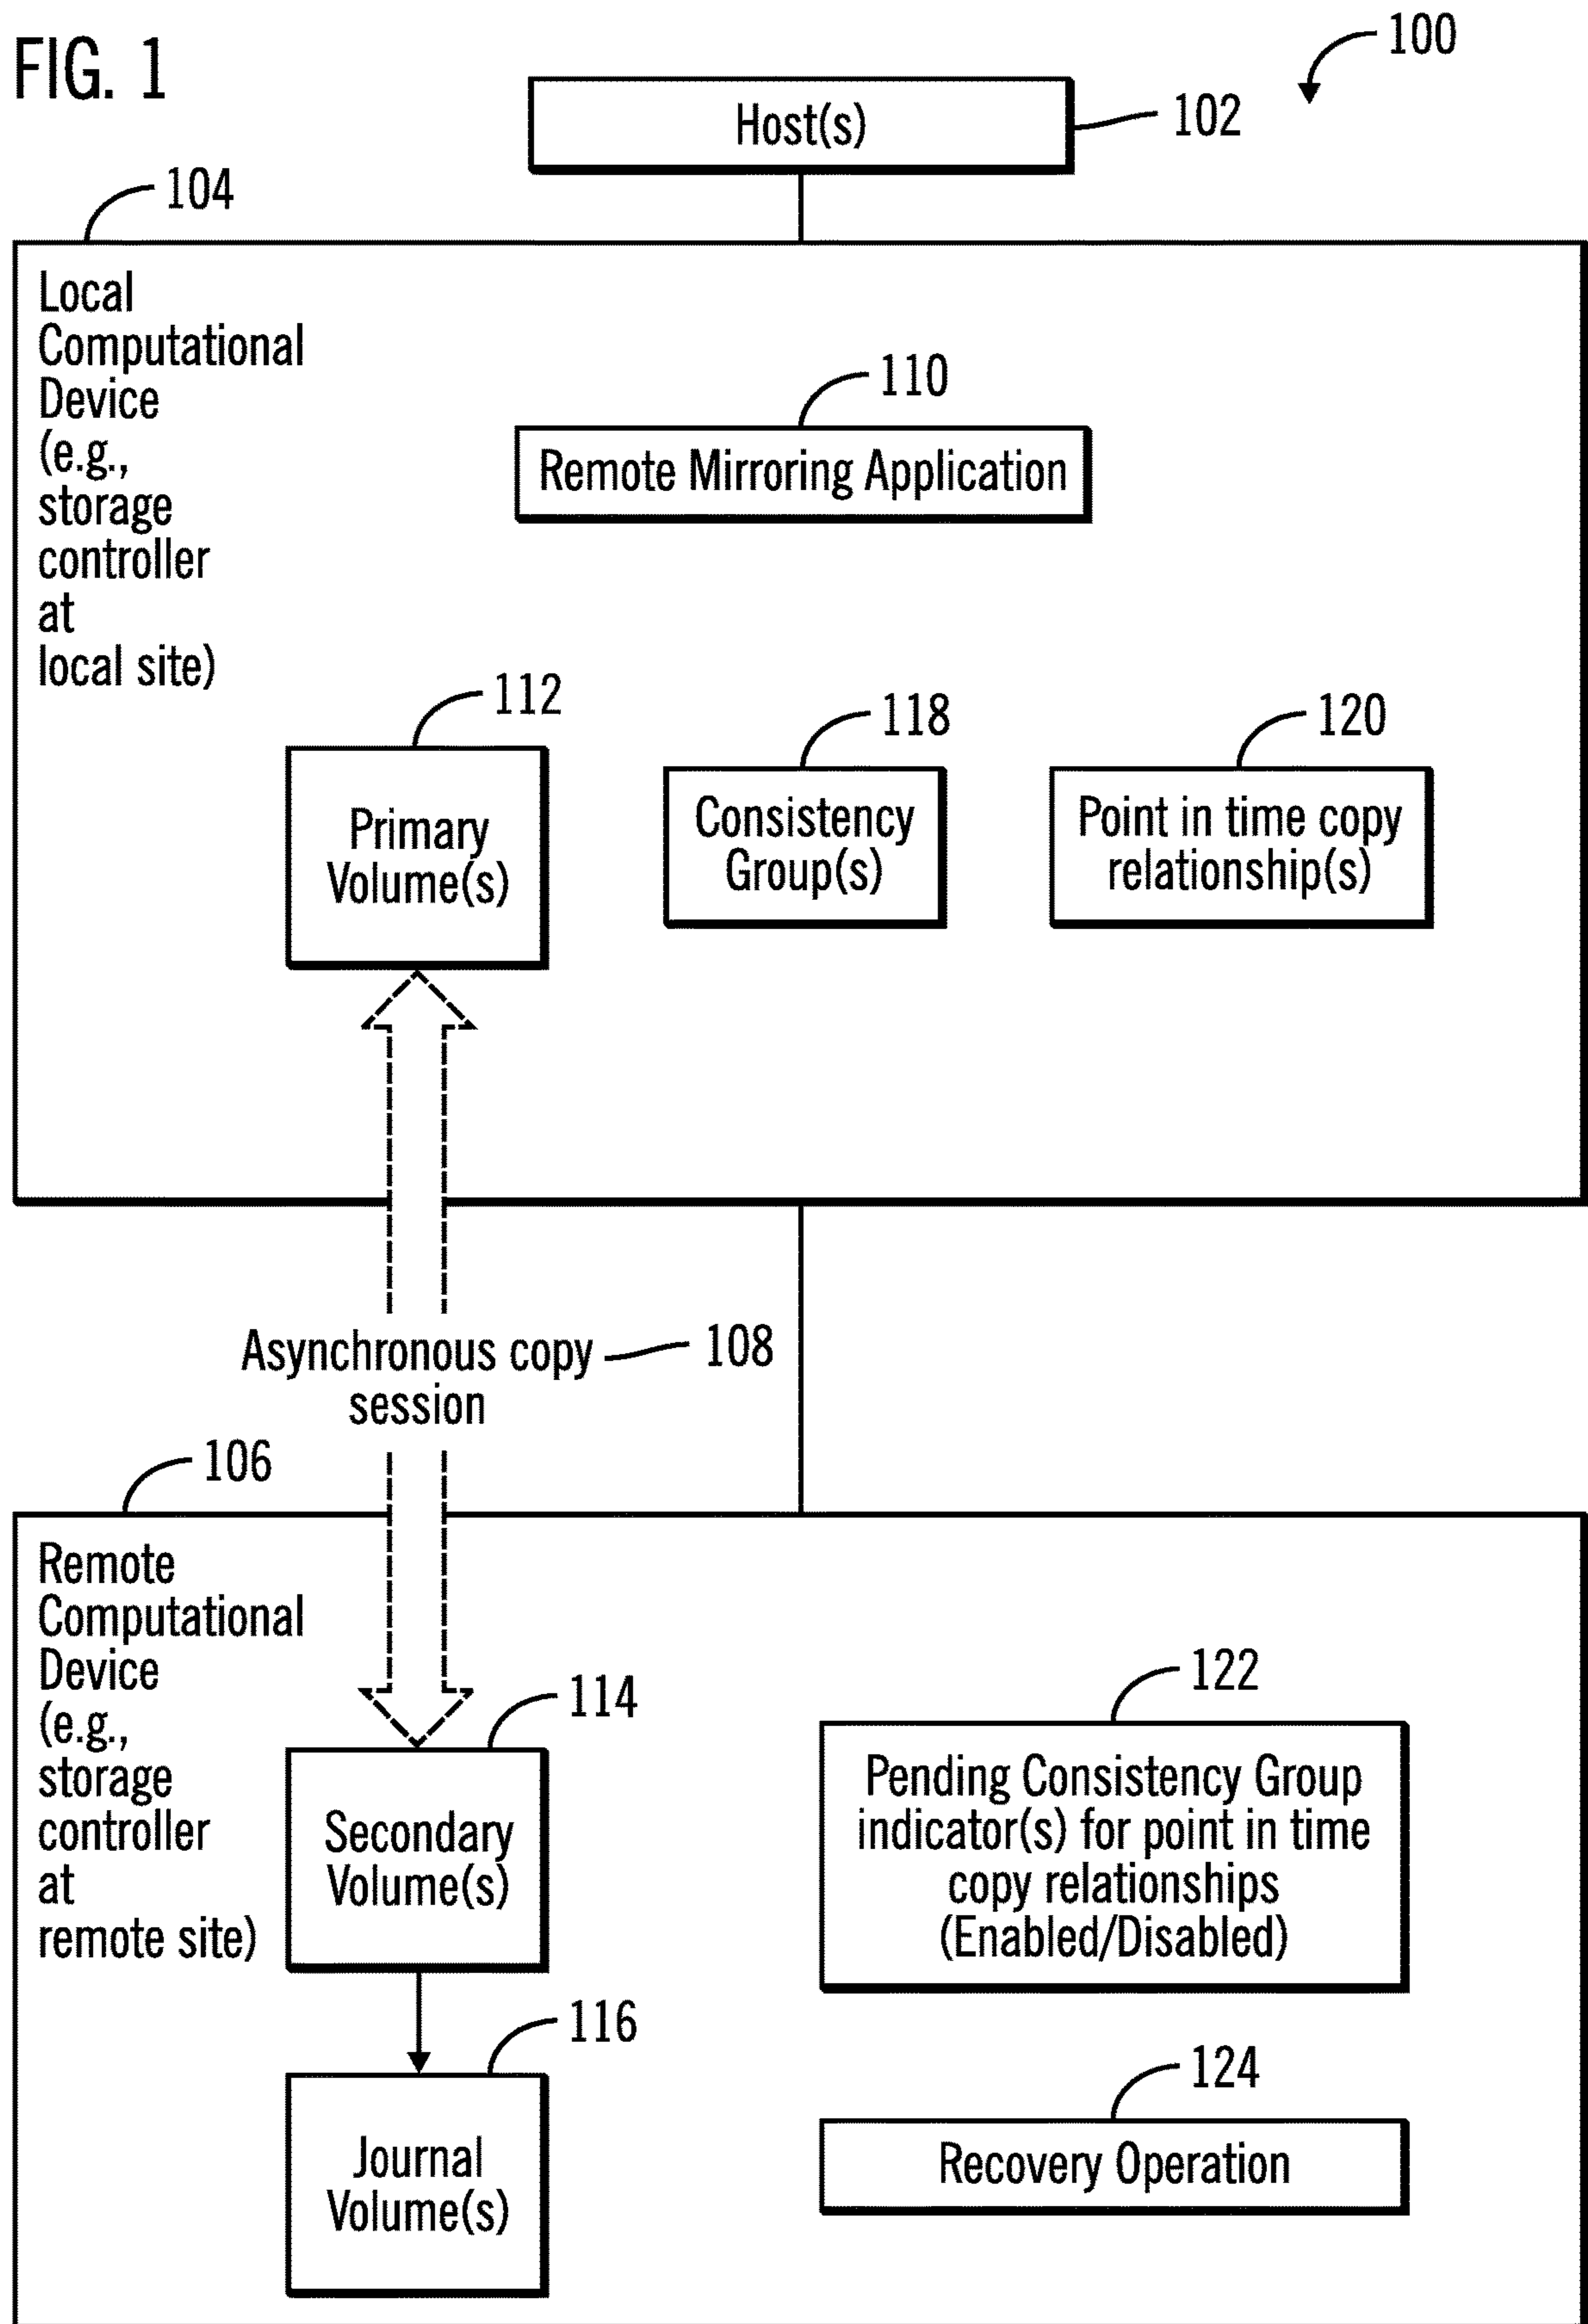 FIG. 1
100
Host(s)
102
104
Local
Computational
Device
(e.g.,
storage
controller
at
local site)
110
Remote Mirroring Application
112
Primary
Volume(s)
118
Consistency
Group(s)
120
Point in time copy
relationship(s)
Asynchronous copy
session
108
106
Remote
Computational
Device
(e.g.,
storage
controller
at
remote site)
114
Secondary
Volume(s)
122
Pending Consistency Group
indicator(s) for point in time
copy relationships
(Enabled/Disabled)
116
Journal
Volume(s)
124
Recovery Operation